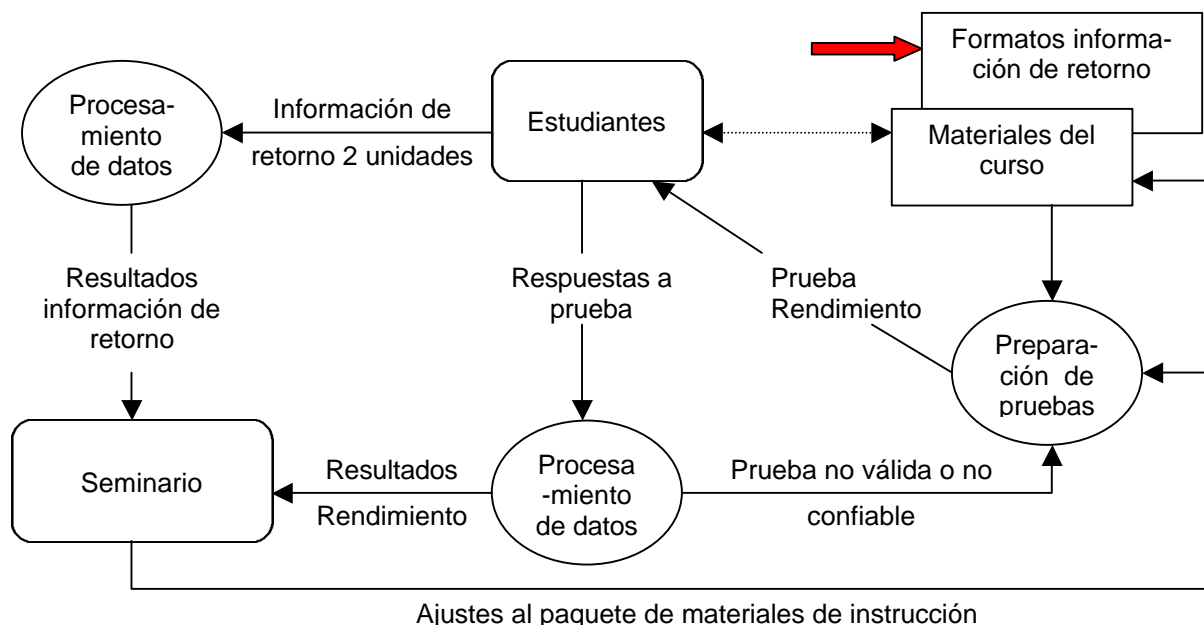 Formatos informa-
ción de retorno
Procesa-
miento
de datos
Información de
retorno 2 unidades
Estudiantes
Materiales del
curso
Resultados
información de
retorno
Respuestas a
prueba
Prueba
Rendimiento
Prepara-
ción de
pruebas
Seminario
Resultados
Rendimiento
Procesa
-miento
de datos
Prueba no válida o no
confiable
Ajustes al paquete de materiales de instrucción